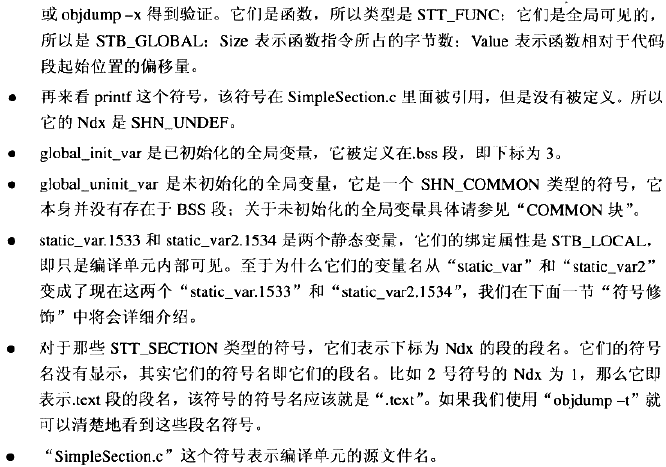 或 objdump –x 得到验证。它们是函数，所以类型是 STT_FUNC；它们是全局可见的，
所以是 STB_GLOBAL；Size 表示函数指令所占的字节数；Value 表示函数相对于代码
段起始位置的偏移量。
● 再来看 printf 这个符号，该符号在 SimpleSection.c 里面被引用，但是没有被定义。所以
它的 Ndx 是 SHN_UNDEF。
● global_init_var 是已初始化的全局变量，它被定义在.bss 段，即下标为 3。
● global_uninit_var 是未初始化的全局变量，它是一个 SHN_COMMON 类型的符号，它
本身并没有存在于 BSS 段；关于未初始化的全局变量具体请参见“COMMON 块”。
● static_var.1533 和 static_var2.1534 是两个静态变量，它们的绑定属性是 STB_LOCAL，
即只是编译单元内部可见。至于为什么它们的变量名从“static_var”和“static_var2”
变成了现在这两个“static_var.1533”和“static_var2.1534”，我们在下面一节“符号修
饰”中将会详细介绍。
● 对于那些 STT_SECTION 类型的符号，它们表示下标为 Ndx 的段的段名。它们的符号
名没有显示，其实它们的符号名即它们的段名。比如 2 号符号的 Ndx 为 1，那么它即
表示.text 段的段名，该符号的符号名应该就是“.text”。如果我们使用“objdump –t”就
可以清楚地看到这些段名符号。
● “SimpleSection.c”这个符号表示编译单元的源文件名。